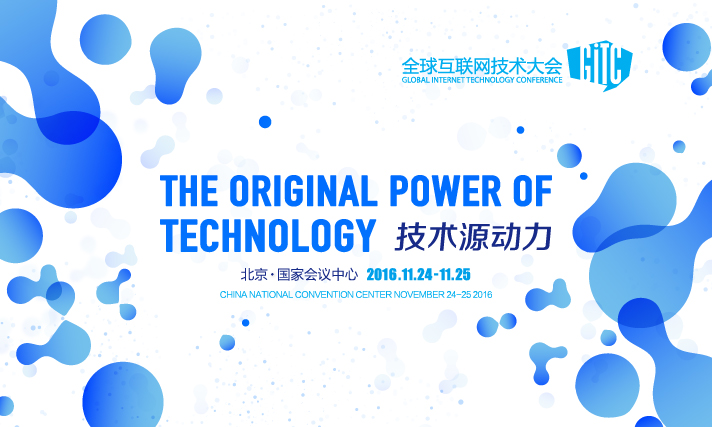 全球互联网技术大会
GLOBAL INTERNET TECHNOLOGY CONFERENCE
GITC
THE ORIGINAL POWER OF
TECHNOLOGY 技术源动力
北京·国家会议中心 2016.11.24-11.25
CHINA NATIONAL CONVENTION CENTER NOVEMBER 24-25 2016